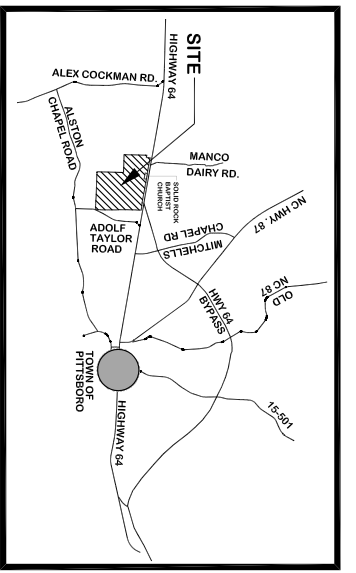 SITE
HIGHWAY 64
ALEX COCKMAN RD.
ALSTON
CHAPEL ROAD
MANCO
DAIRY RD.
SOLID ROCK
BAPTIST
CHURCH
NC HWY. 87
ADOLF
TAYLOR
ROAD
MITCHELLS
CHAPEL RD
HWY 64
BYPASS
OLD
NC 87
TOWN OF
PITTSBORO
HIGHWAY 64
15-501